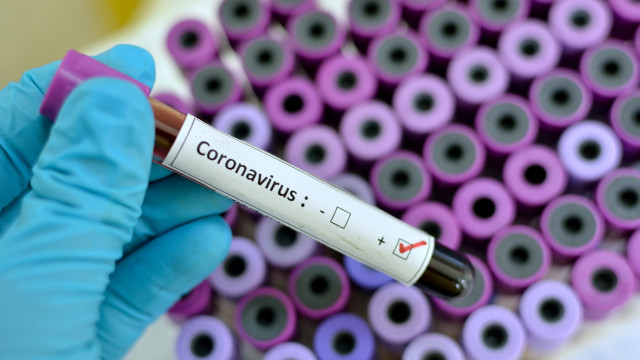 Coronavirus : - ☐
+ ☑